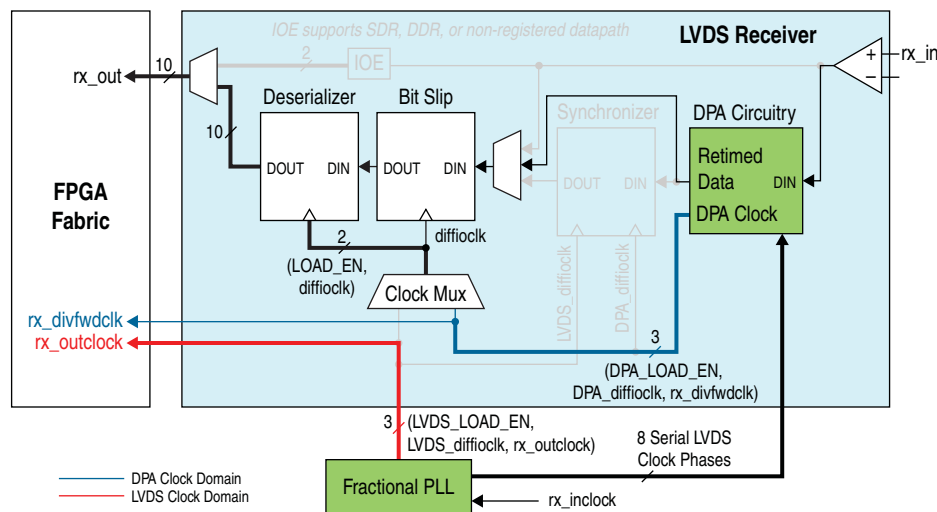 IOE supports SDR, DDR, or non-registered datapath
LVDS Receiver
rx_in
+
−
2
IOE
10
rx_out
Deserializer
Bit Slip
Synchronizer
DPA Circuitry
10
Retimed
Data
DIN
DOUT
DIN
DOUT
DIN
DOUT
DIN
DPA Clock
FPGA
Fabric
2
diffioclk
(LOAD_EN,
diffioclk)
LVDS_diffioclk
DPA_diffioclk
Clock Mux
rx_divfwdclk
rx_outclock
3
(DPA_LOAD_EN,
DPA_diffioclk, rx_divfwdclk)
3
(LVDS_LOAD_EN,
LVDS_diffioclk, rx_outclock)
8 Serial LVDS
Clock Phases
Fractional PLL
rx_inclock
DPA Clock Domain
LVDS Clock Domain